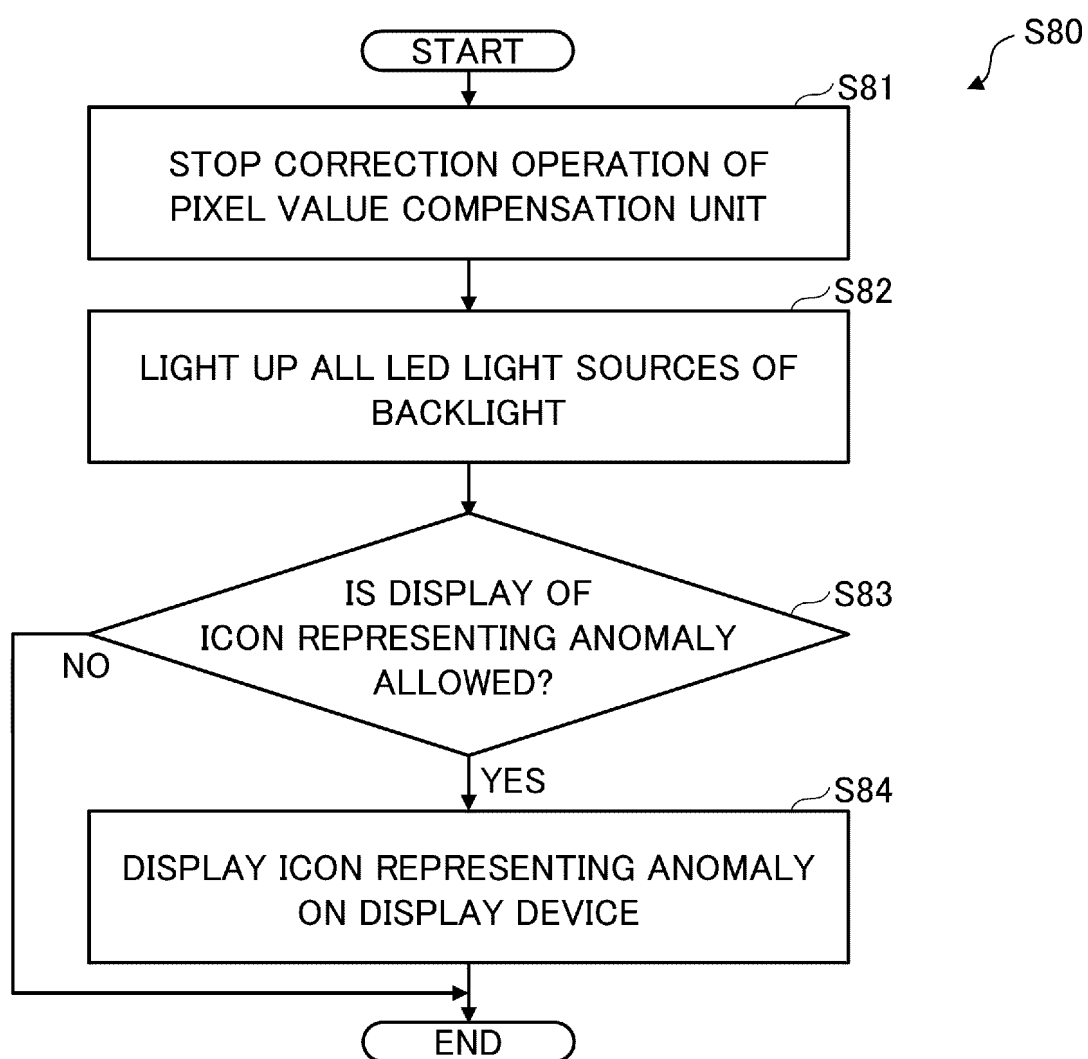 S80
START
S81
STOP CORRECTION OPERATION OF
PIXEL VALUE COMPENSATION UNIT
S82
LIGHT UP ALL LED LIGHT SOURCES OF
BACKLIGHT
S83
IS DISPLAY OF
ICON REPRESENTING ANOMALY
ALLOWED?
NO
YES
S84
DISPLAY ICON REPRESENTING ANOMALY
ON DISPLAY DEVICE
END